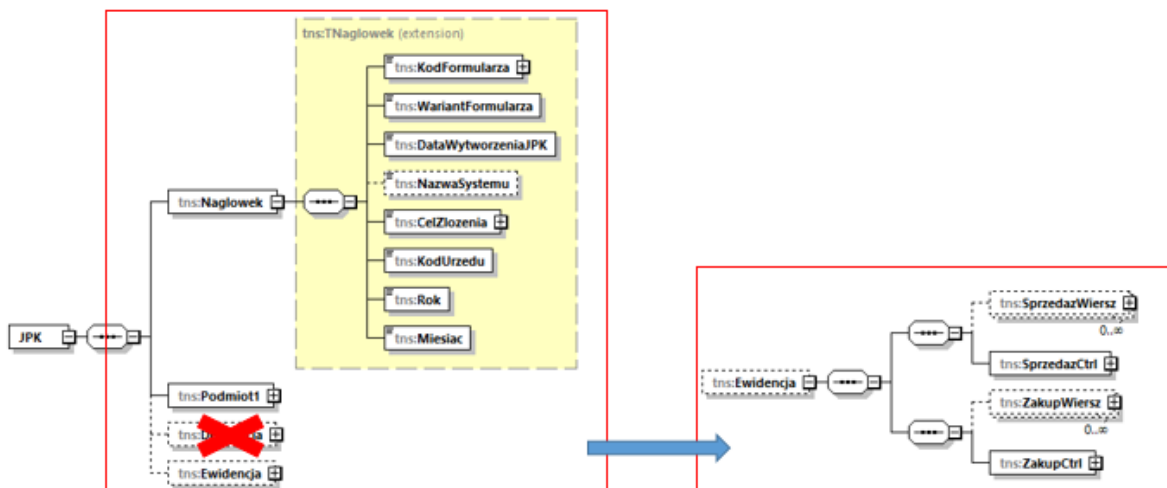 tns:TNaglowek (extension)
tns:KodFormularza
tns:WariantFormularza
tns:DataWytworzeniaJPK
tns:NazwaSystemu
tns:Naglowek
tns:CelZlozenia
tns:KodUrzedu
tns:Rok
tns:Miesiac
JPK
tns:Podmiot1
tns:Ewidencja
tns:SprzedazWiersz
0..∞
tns:SprzedazCtrl
tns:Ewidencja
tns:ZakupWiersz
0..∞
tns:ZakupCtrl